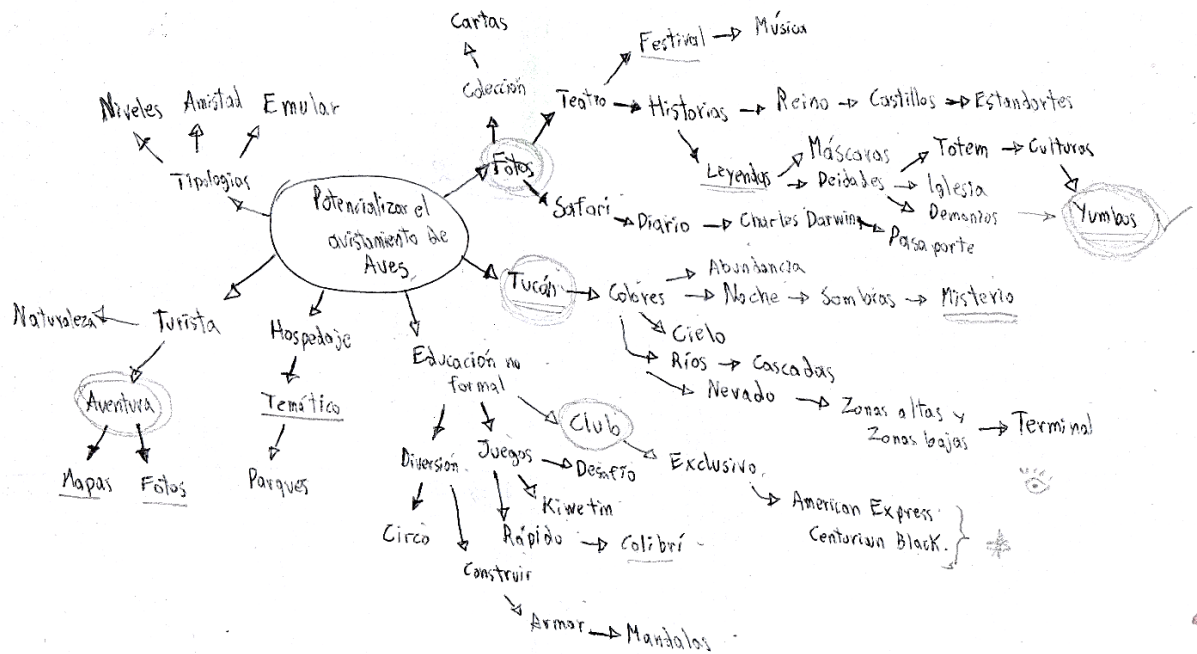 Cartas
Colección
Festival
Música
Niveles
Amistad
Emular
Tipologías
Teatro
Historias
Reino
Castillos
Estandartes
Fotos
Leyendas
Máscaras
Deidades
Totem
Culturas
Iglesia
Demonios
Yumbos
Safari
Diario
Charles Darwin
Pasaporte
Potencializar el
avistamiento de
Aves
Tucán
Colores
Abundancia
Noche
Sombras
Misterio
Cielo
Ríos
Cascadas
Nevado
Zonas altas y
Zonas bajas
Terminal
Naturaleza
Turista
Aventura
Mapas
Fotos
Hospedaje
Temático
Parques
Educación no
formal
Club
Exclusivo
American Express
Centurion Black.
Diversión
Juegos
Desafío
Rápido
Colibrí
Circo
Construir
Armar
Mandalas